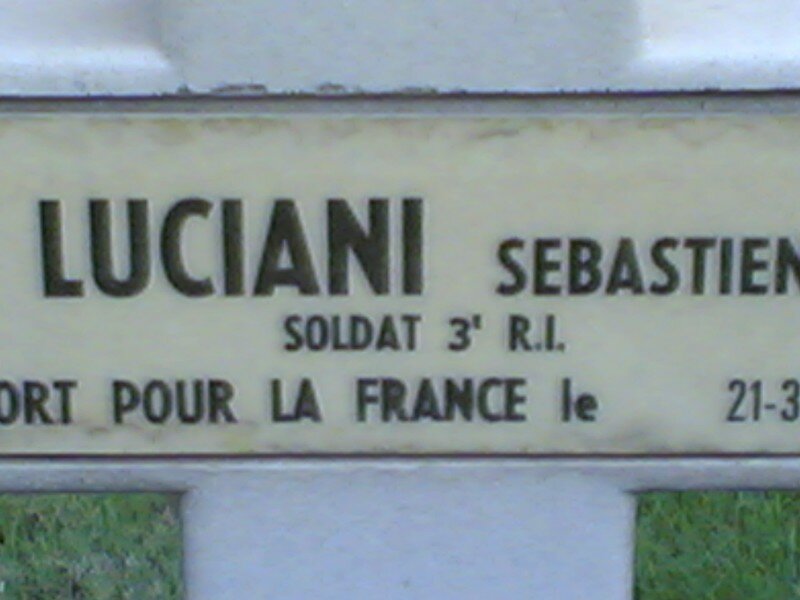 LUCIANI SEBASTIEN
SOLDAT 3' R.I.
ORT POUR LA FRANCE le 21-3